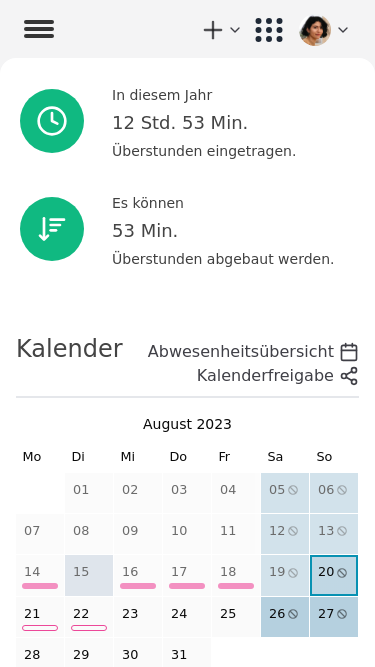 In diesem Jahr
12 Std. 53 Min.
Überstunden eingetragen.
Es können
53 Min.
Überstunden abgebaut werden.
Kalender
Abwesenheitsübersicht
Kalenderfreigabe
August 2023
Mo Di Mi Do Fr Sa So
01 02 03 04 05 06
07 08 09 10 11 12 13
14 15 16 17 18 19 20
21 22 23 24 25 26 27
28 29 30 31